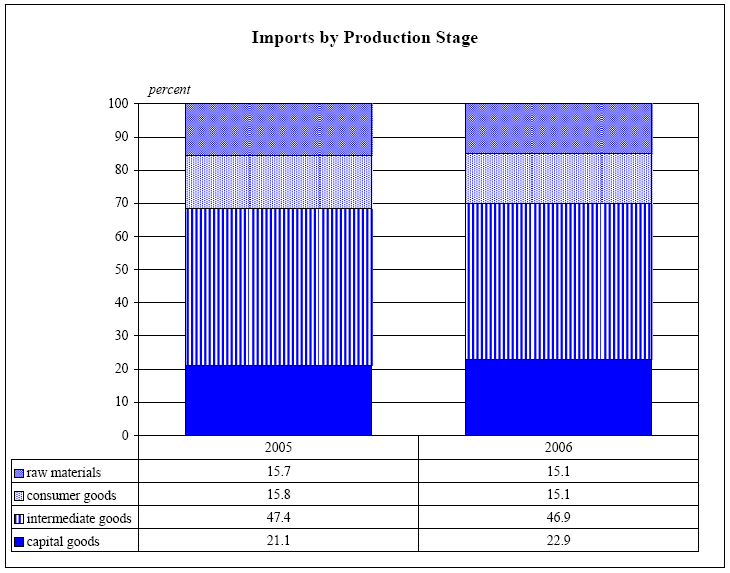 Imports by Production Stage
percent
100
90
80
70
60
50
40
30
20
10
0
2005 2006
raw materials 15.7 15.1
consumer goods 15.8 15.1
intermediate goods 47.4 46.9
capital goods 21.1 22.9